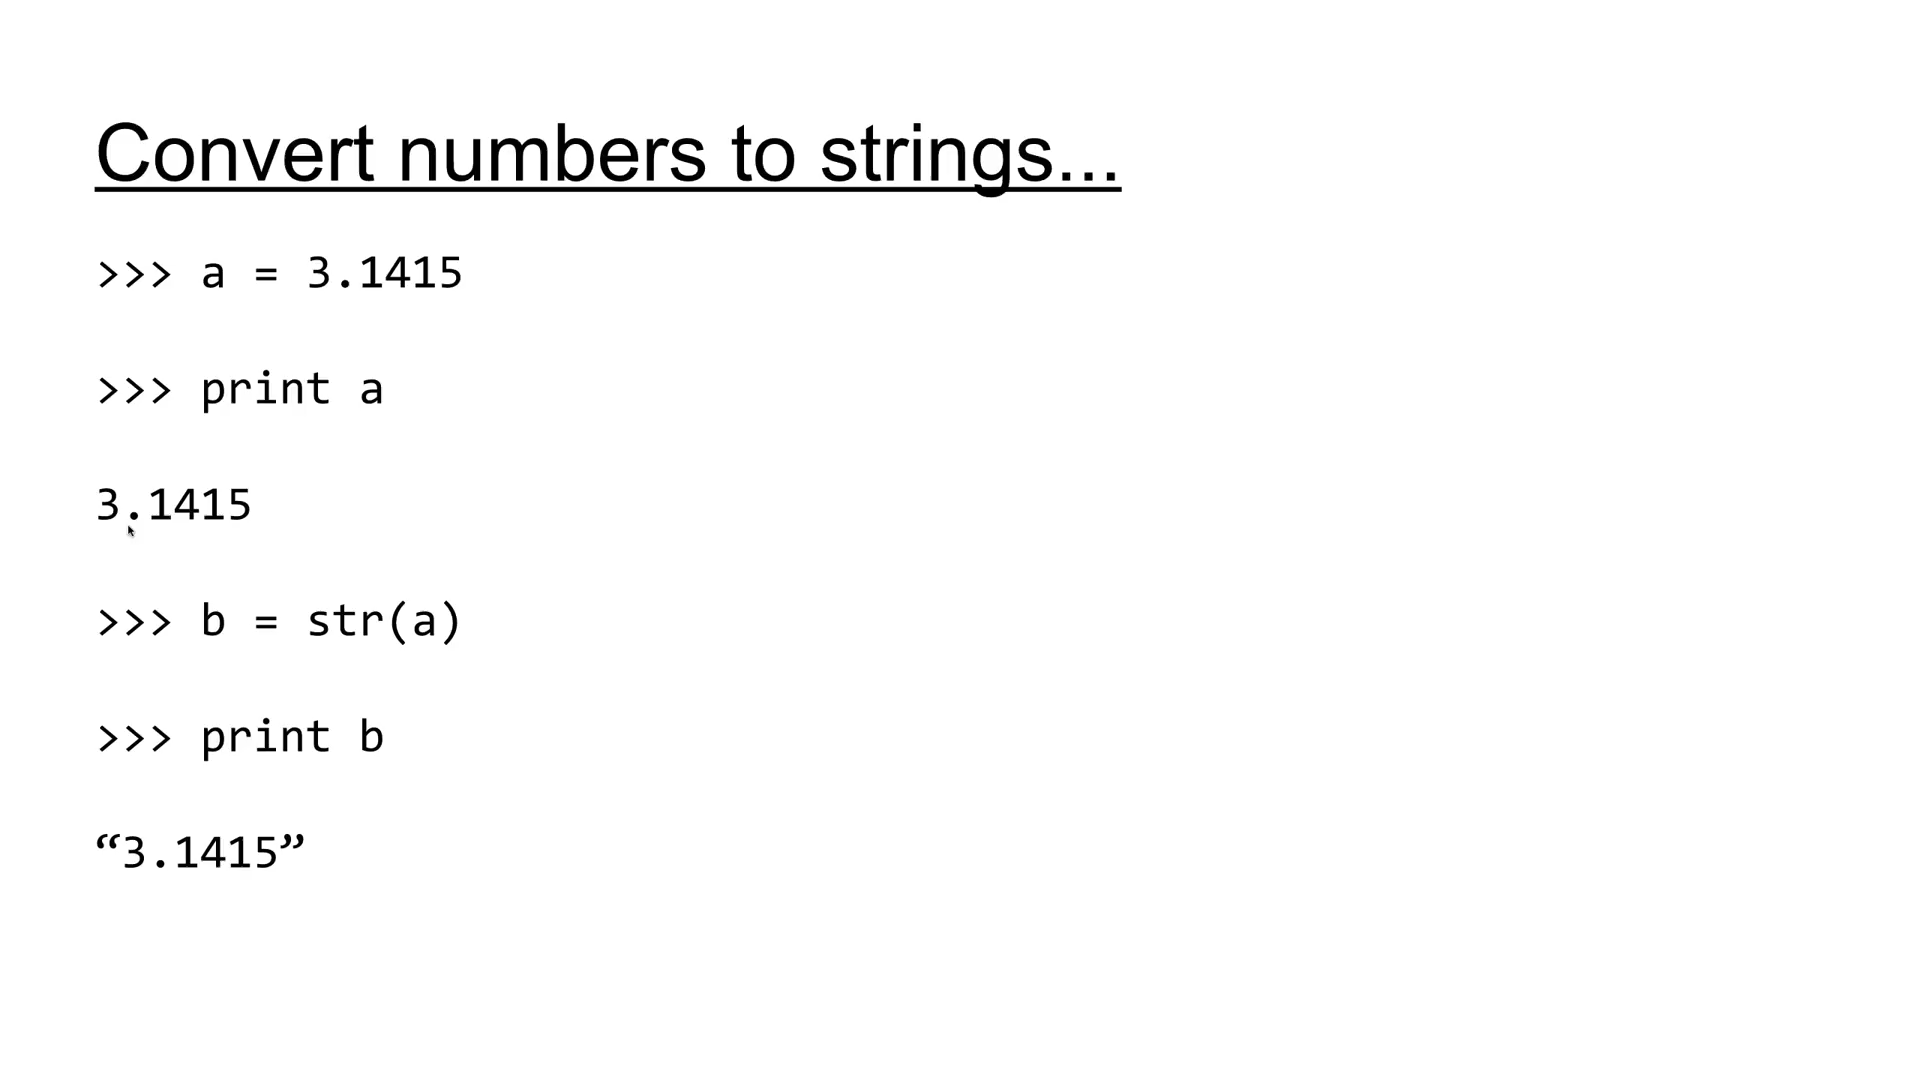 Convert numbers to strings...
>>> a = 3.1415
>>> print a
3.1415
>>> b = str(a)
>>> print b
“3.1415”